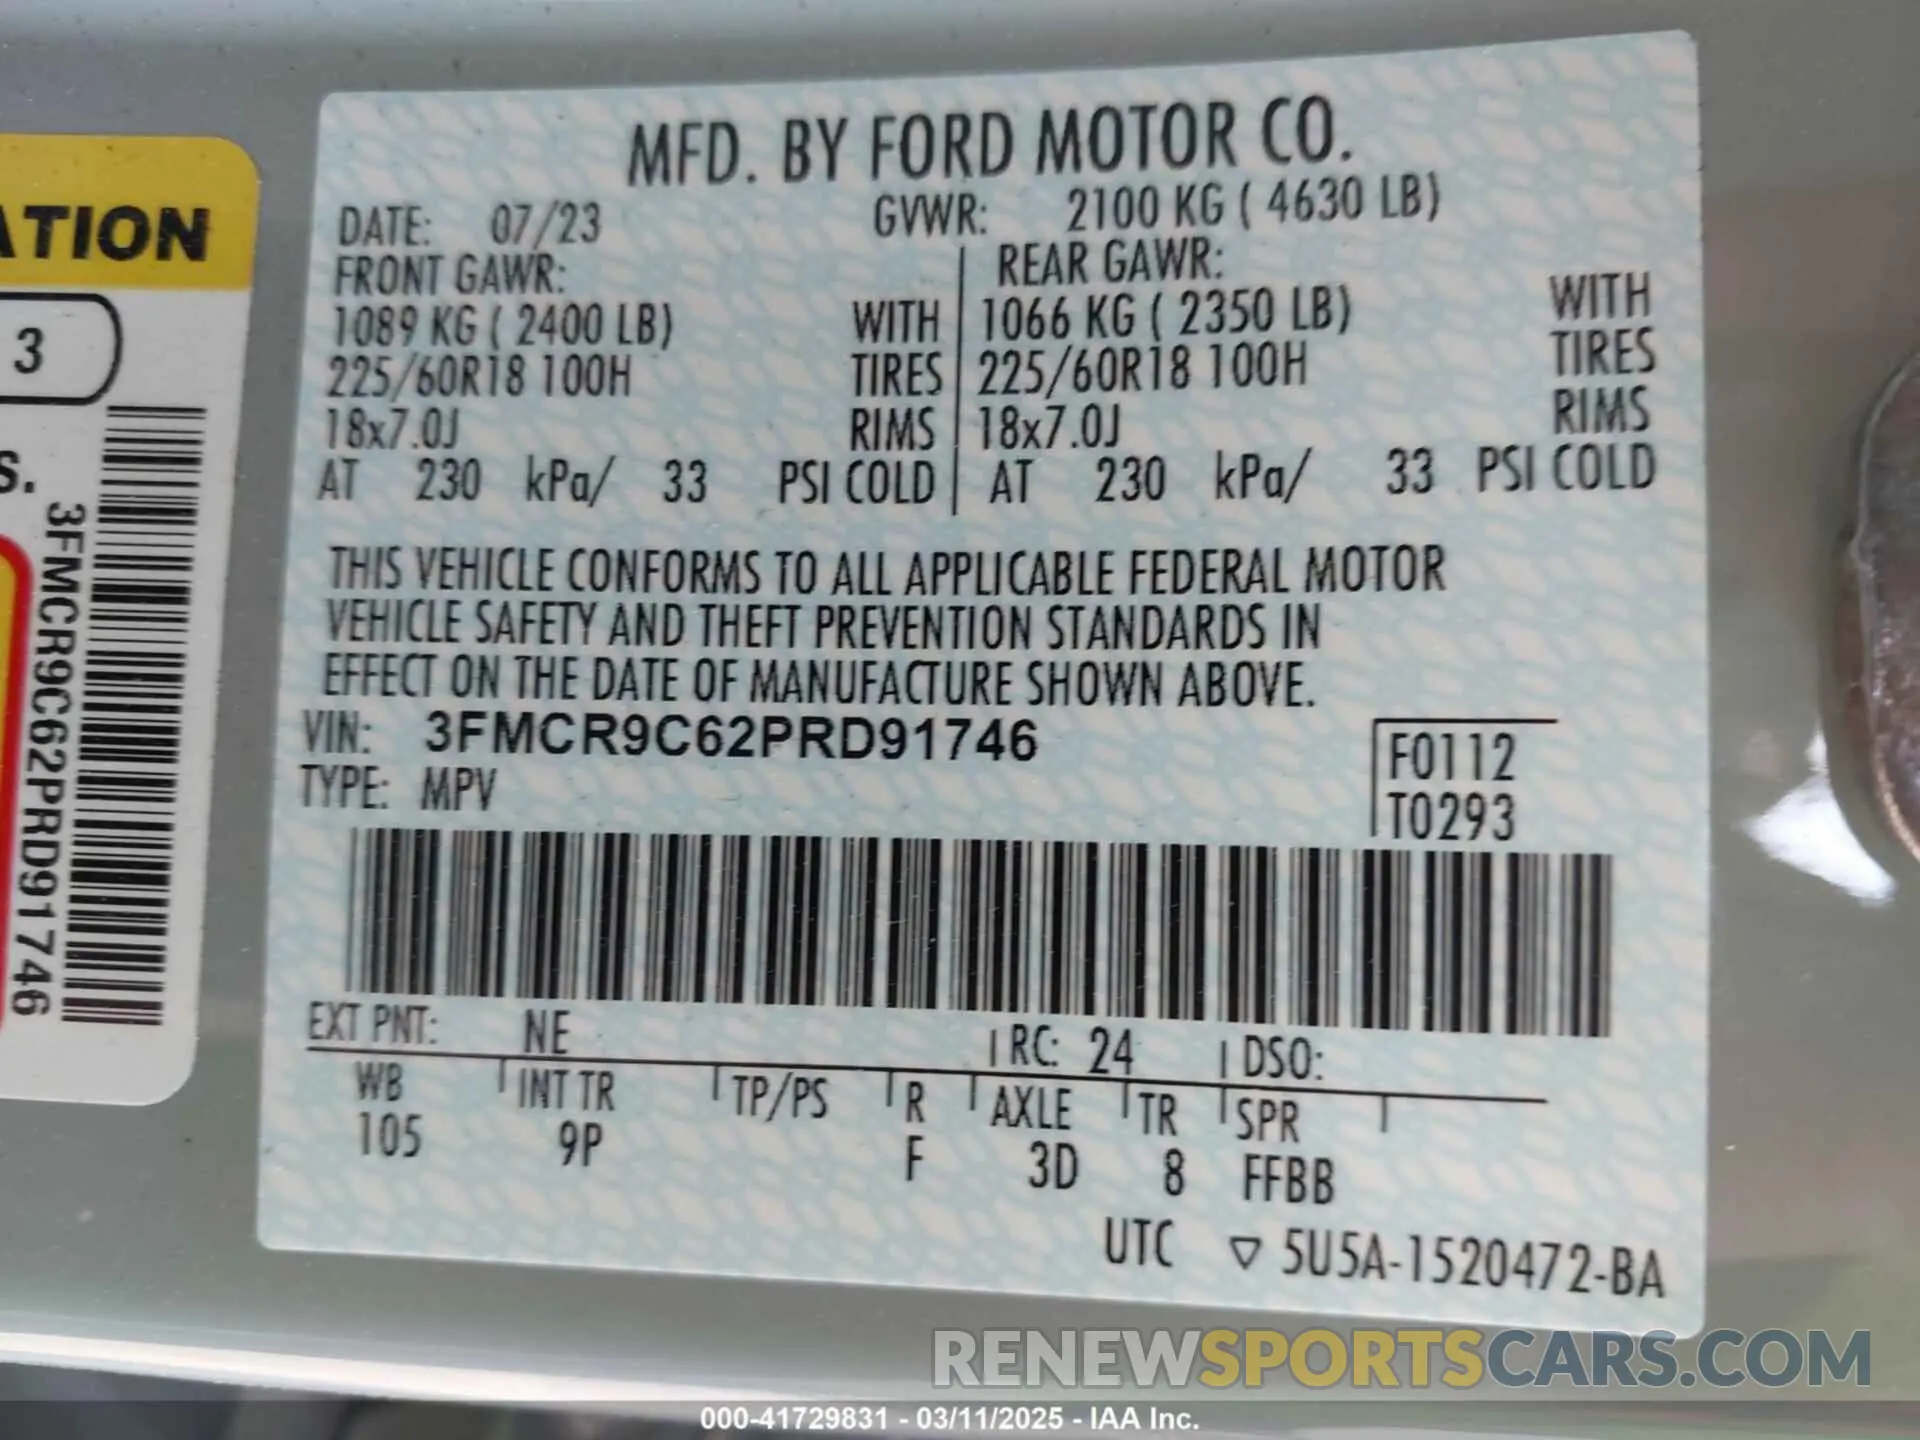 ATION
3
S.
3FMCR9C62PRD91746
MFD. BY FORD MOTOR CO.
DATE: 07/23 GVWR: 2100 KG ( 4630 LB)
FRONT GAWR: REAR GAWR:
1089 KG ( 2400 LB) WITH 1066 KG ( 2350 LB) WITH
225/60R18 100H TIRES 225/60R18 100H TIRES
18x7.0J RIMS 18x7.0J RIMS
AT 230 kPa/ 33 PSI COLD AT 230 kPa/ 33 PSI COLD
THIS VEHICLE CONFORMS TO ALL APPLICABLE FEDERAL MOTOR
VEHICLE SAFETY AND THEFT PREVENTION STANDARDS IN
EFFECT ON THE DATE OF MANUFACTURE SHOWN ABOVE.
VIN: 3FMCR9C62PRD91746 F0112
TYPE: MPV T0293
EXT PNT: NE RC: 24 DSO:
WB INT TR TP/PS R AXLE TR SPR
105 9P F 3D 8 FFBB
UTC ▽ 5U5A-1520472-BA
RENEWSPORTSCARS.COM
000-41729831 - 03/11/2025 - IAA Inc.